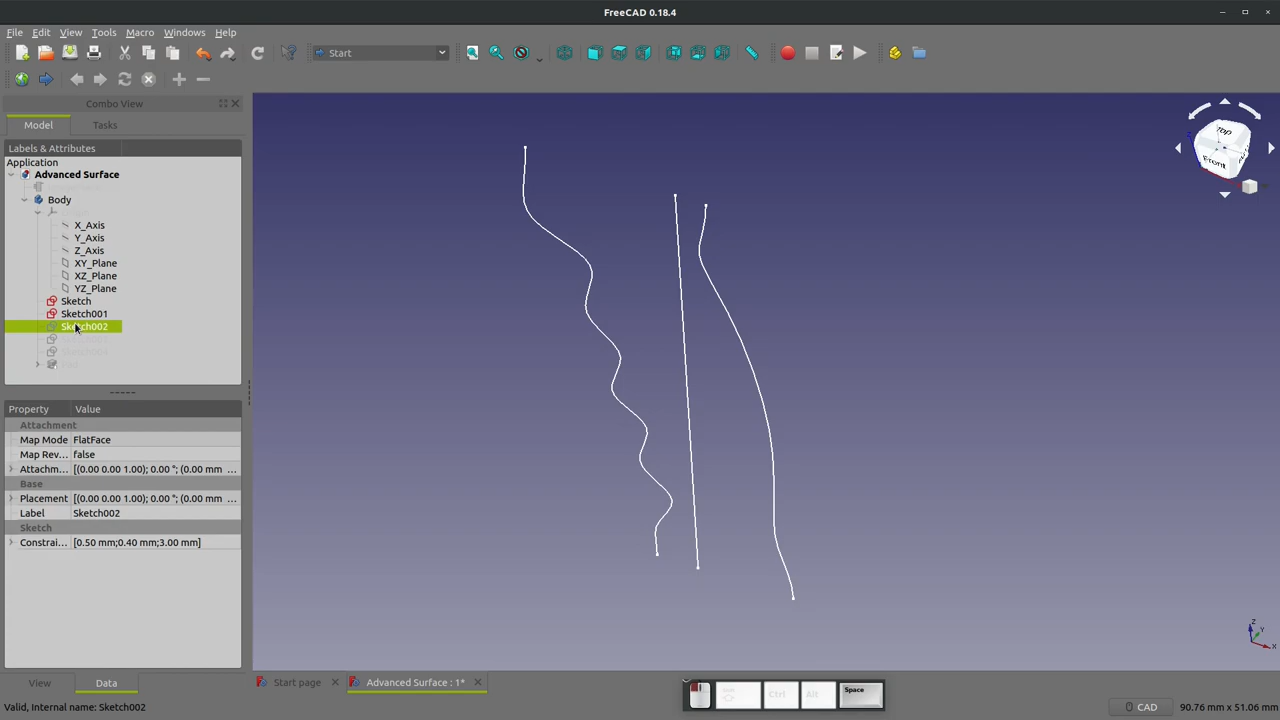 FreeCAD 0.18.4
File Edit View Tools Macro Windows Help
Start
Combo View
Model Tasks
Labels & Attributes
Application
Advanced Surface
Body
X_Axis
Y_Axis
Z_Axis
XY_Plane
XZ_Plane
YZ_Plane
Sketch
Sketch001
Sketch002
Property Value
Attachment
Map Mode FlatFace
Map Rev... false
Attachm... [(0.00 0.00 1.00); 0.00 °; (0.00 mm ...
Base
Placement [(0.00 0.00 1.00); 0.00 °; (0.00 mm ...
Label Sketch002
Sketch
Constrai... [0.50 mm;0.40 mm;3.00 mm]
View Data
Start page
Advanced Surface : 1*
Ctrl Alt Space
Valid, Internal name: Sketch002
CAD
90.76 mm x 51.06 mm
TOP
Front
Z
Y
X